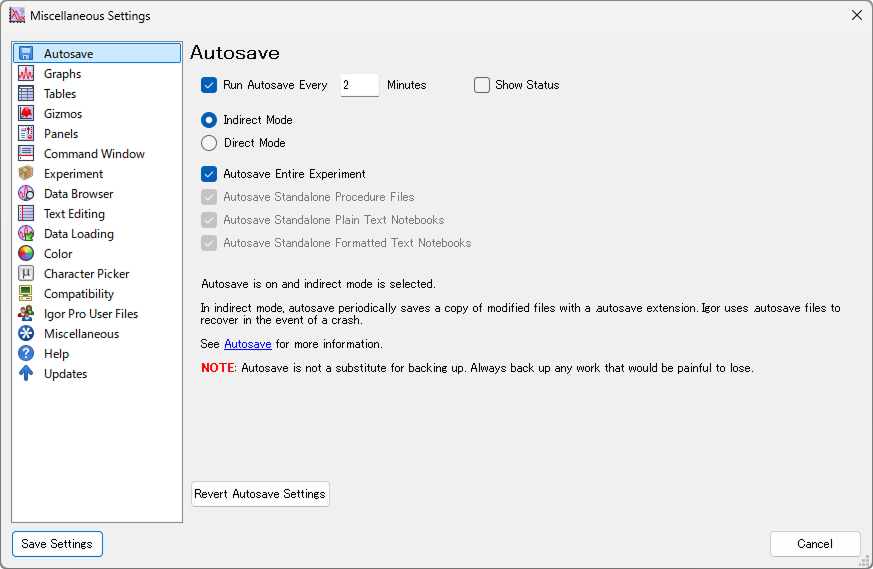 Miscellaneous Settings
Autosave
Graphs
Tables
Gizmos
Panels
Command Window
Experiment
Data Browser
Text Editing
Data Loading
Color
Character Picker
Compatibility
Igor Pro User Files
Miscellaneous
Help
Updates
Autosave
Run Autosave Every 2 Minutes Show Status
Indirect Mode
Direct Mode
Autosave Entire Experiment
Autosave Standalone Procedure Files
Autosave Standalone Plain Text Notebooks
Autosave Standalone Formatted Text Notebooks
Autosave is on and indirect mode is selected.
In indirect mode, autosave periodically saves a copy of modified files with a .autosave extension. Igor uses .autosave files to
recover in the event of a crash.
See Autosave for more information.
NOTE: Autosave is not a substitute for backing up. Always back up any work that would be painful to lose.
Revert Autosave Settings
Save Settings
Cancel